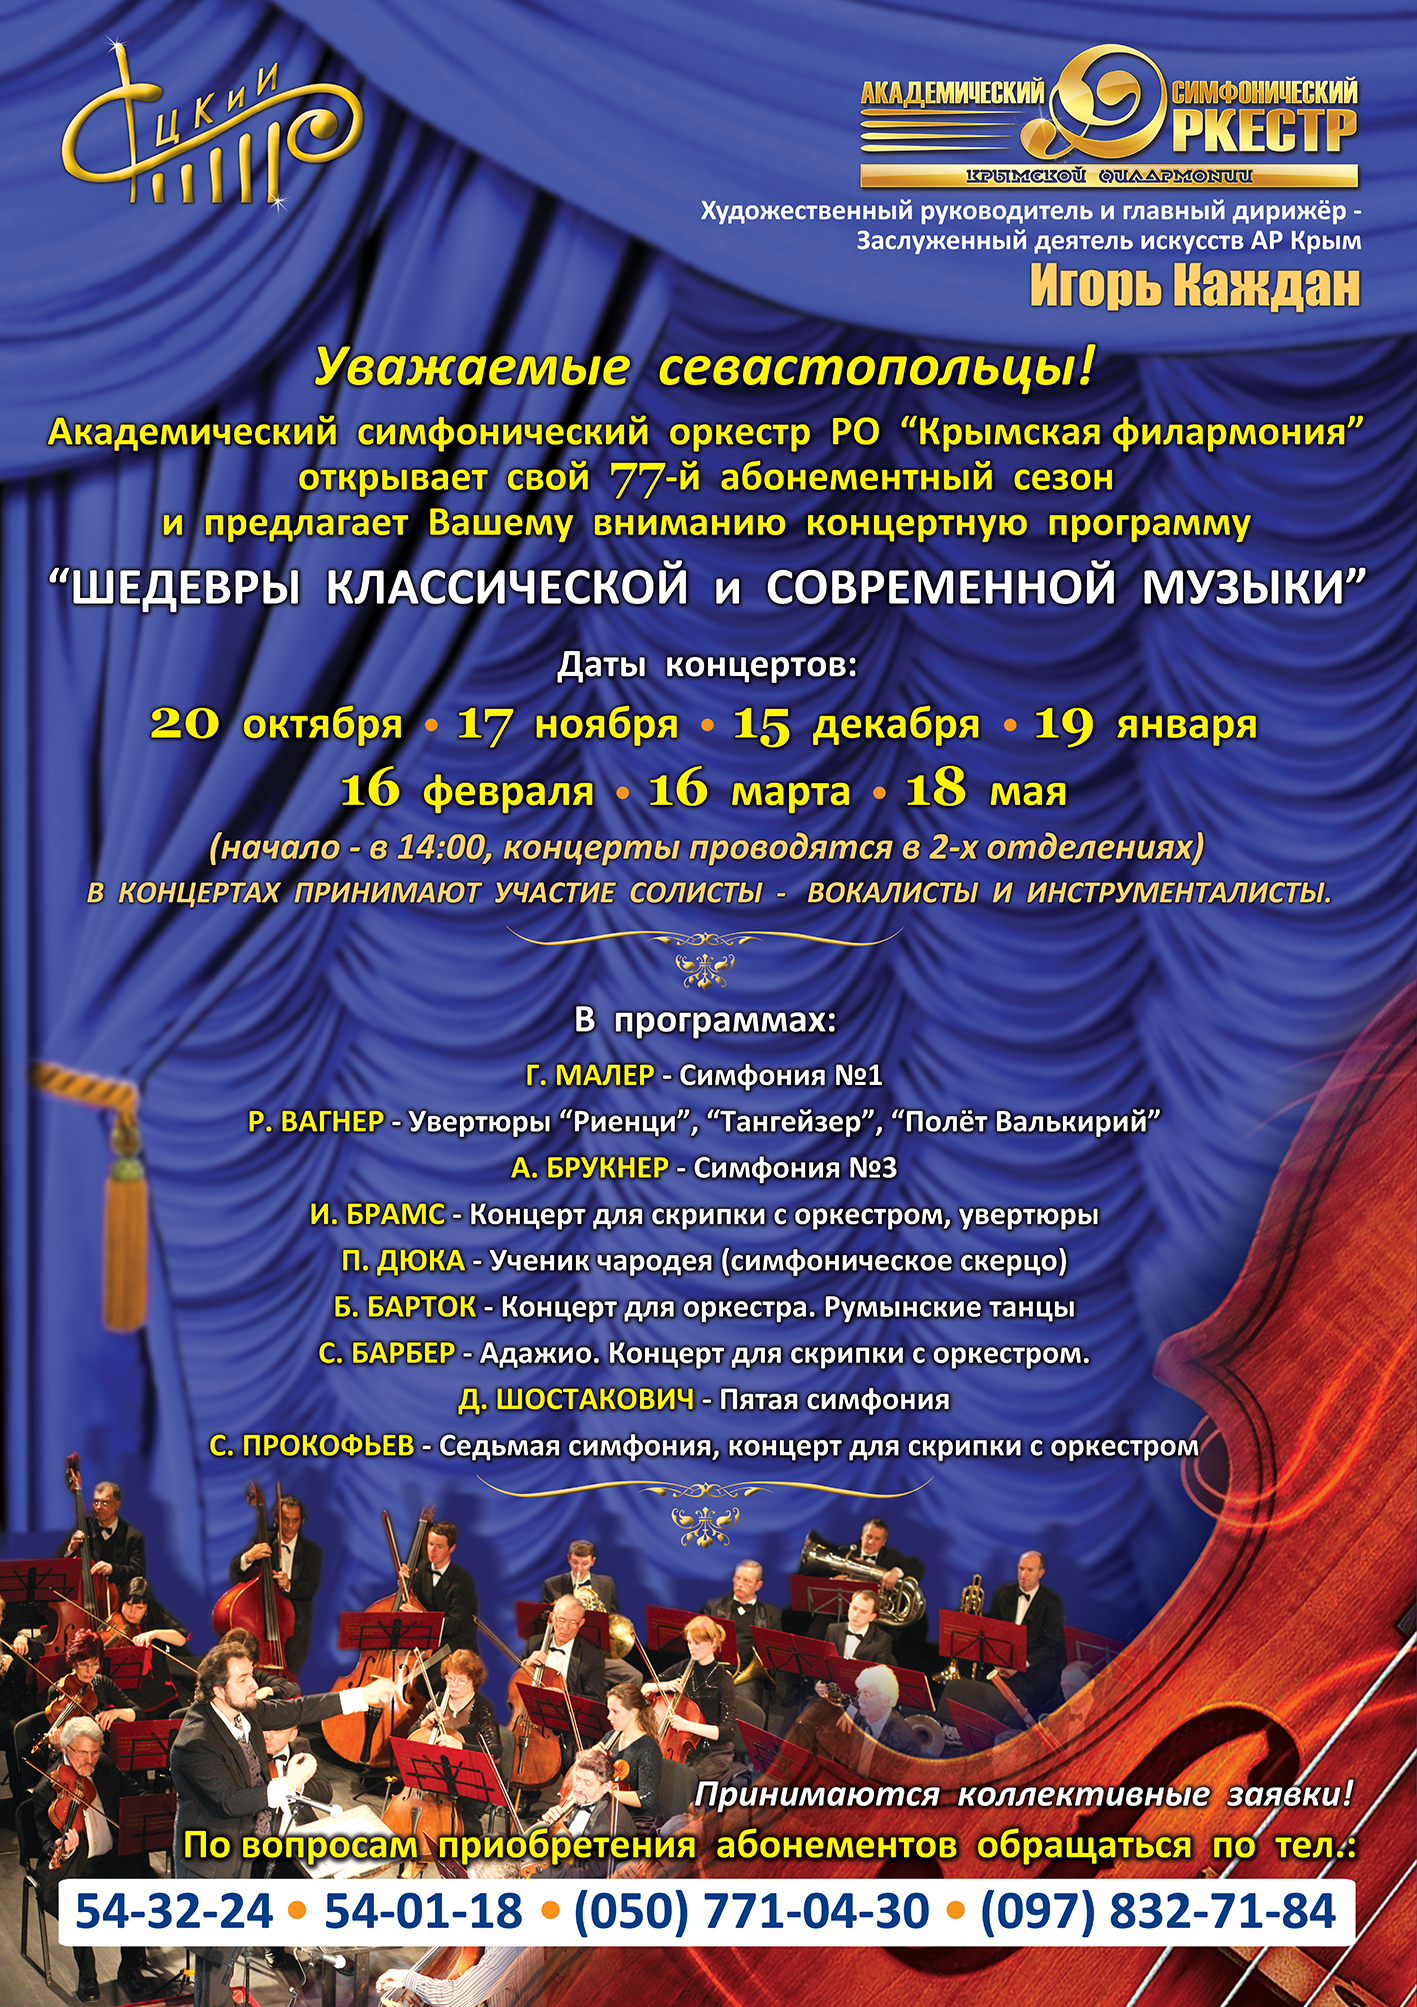 цкий
АКАДЕМИЧЕСКИЙ СИМФОНИЧЕСКИЙ
ОРКЕСТР
КРЫМСКОЙ ФИЛАРМОНИИ
Художественный руководитель и главный дирижёр -
Заслуженный деятель искусств АР Крым
Игорь Каждан
Уважаемые севастопольцы!
Академический симфонический оркестр РО “Крымская филармония”
открывает свой 77-й абонементный сезон
и предлагает Вашему вниманию концертную программу
“ШЕДЕВРЫ КЛАССИЧЕСКОЙ и СОВРЕМЕННОЙ МУЗЫКИ”
Даты концертов:
20 октября • 17 ноября • 15 декабря • 19 января
16 февраля • 16 марта • 18 мая
(начало - в 14:00, концерты проводятся в 2-х отделениях)
В КОНЦЕРТАХ ПРИНИМАЮТ УЧАСТИЕ СОЛИСТЫ - ВОКАЛИСТЫ И ИНСТРУМЕНТАЛИСТЫ.
В программах:
Г. МАЛЕР - Симфония №1
Р. ВАГНЕР - Увертюры “Риенци”, “Тангейзер”, “Полёт Валькирий”
А. БРУКНЕР - Симфония №3
И. БРАМС - Концерт для скрипки с оркестром, увертюры
П. ДЮКА - Ученик чародея (симфоническое скерцо)
Б. БАРТОК - Концерт для оркестра. Румынские танцы
С. БАРБЕР - Адажио. Концерт для скрипки с оркестром.
Д. ШОСТАКОВИЧ - Пятая симфония
С. ПРОКОФЬЕВ - Седьмая симфония, концерт для скрипки с оркестром
Принимаются коллективные заявки!
По вопросам приобретения абонементов обращаться по тел.:
54-32-24 • 54-01-18 • (050) 771-04-30 • (097) 832-71-84